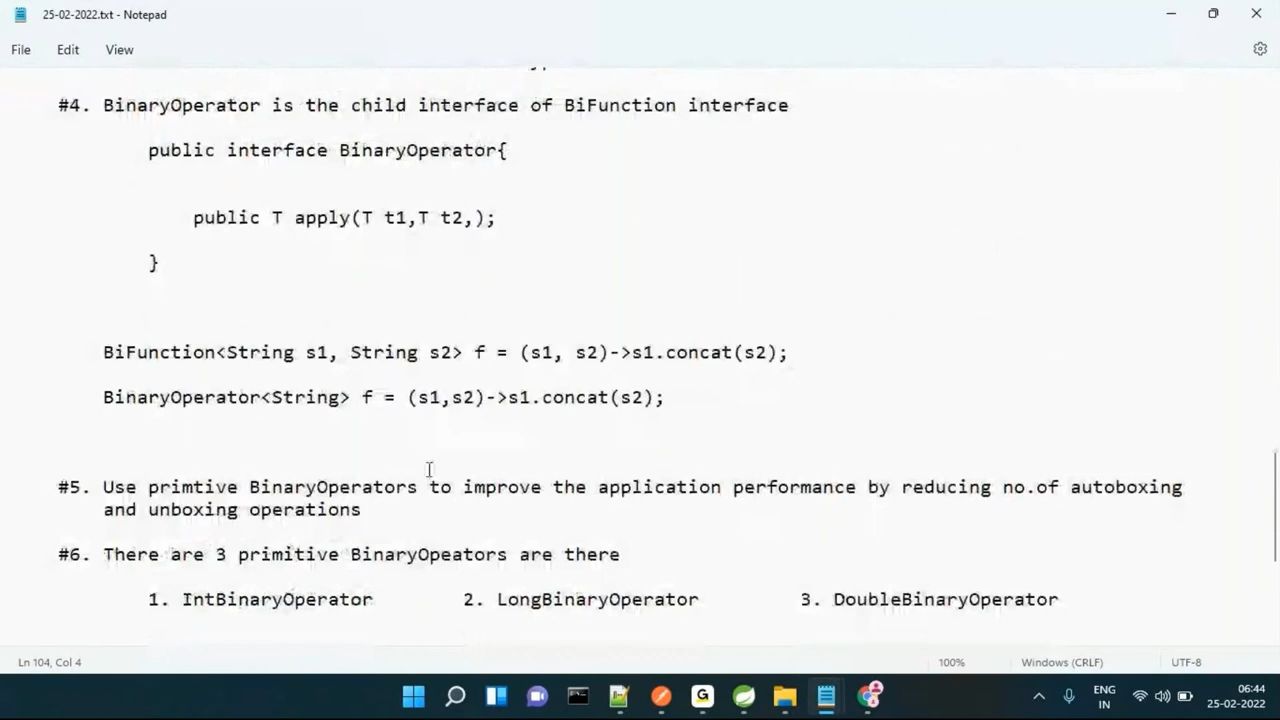 25-02-2022.txt - Notepad
File Edit View
#4. BinaryOperator is the child interface of BiFunction interface
public interface BinaryOperator{
public T apply(T t1,T t2,);
}
BiFunction<String s1, String s2> f = (s1, s2)->s1.concat(s2);
BinaryOperator<String> f = (s1,s2)->s1.concat(s2);
#5. Use primtive BinaryOperators to improve the application performance by reducing no.of autoboxing
and unboxing operations
#6. There are 3 primitive BinaryOpeators are there
1. IntBinaryOperator 2. LongBinaryOperator 3. DoubleBinaryOperator
Ln 104, Col 4 100% Windows (CRLF) UTF-8
G
ENG
IN
06:44
25-02-2022